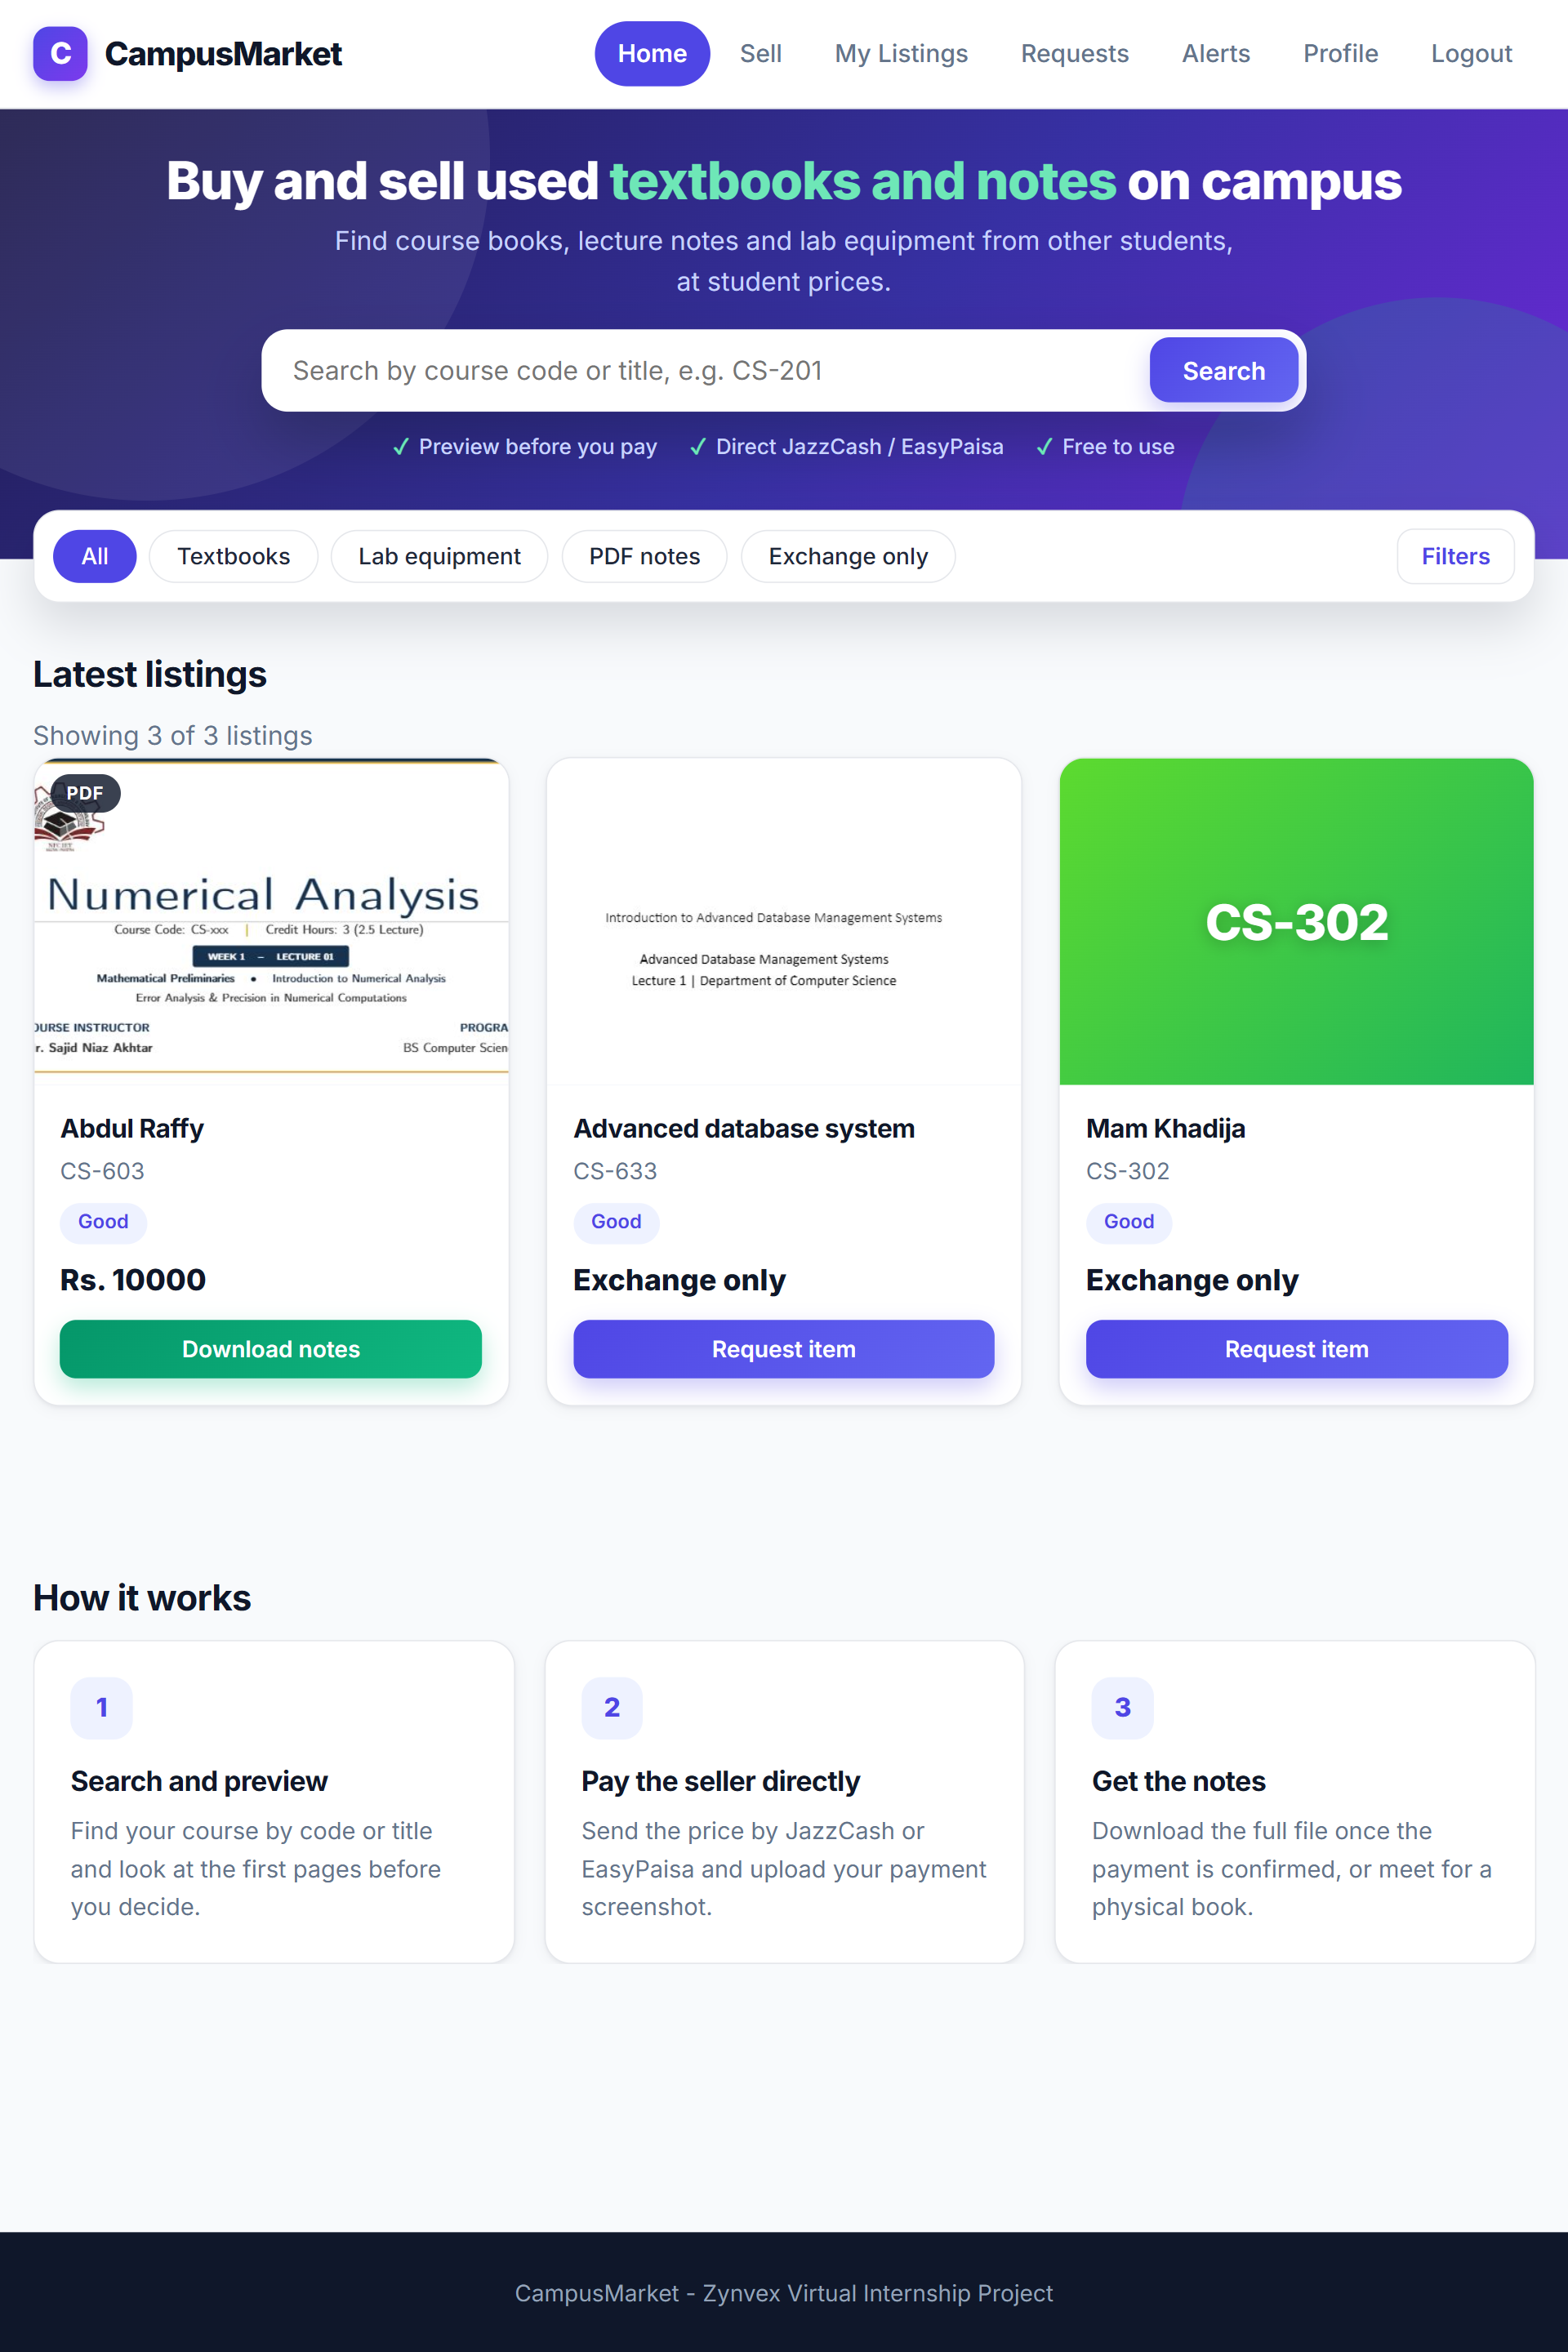 C CampusMarket Home Sell My Listings Requests Alerts Profile Logout
Buy and sell used textbooks and notes on campus
Find course books, lecture notes and lab equipment from other students,
at student prices.
Search by course code or title, e.g. CS-201 Search
✓ Preview before you pay ✓ Direct JazzCash / EasyPaisa ✓ Free to use
All Textbooks Lab equipment PDF notes Exchange only Filters
Latest listings
Showing 3 of 3 listings
PDF
NFC IET
Numerical Analysis
Course Code: CS-xxx | Credit Hours: 3 (2.5 Lecture)
WEEK 1 – LECTURE 01
Mathematical Preliminaries • Introduction to Numerical Analysis
Error Analysis & Precision in Numerical Computations
OURSE INSTRUCTOR PROGRA
r. Sajid Niaz Akhtar BS Computer Scien
Abdul Raffy
CS-603
Good
Rs. 10000
Download notes
Introduction to Advanced Database Management Systems
Advanced Database Management Systems
Lecture 1 | Department of Computer Science
Advanced database system
CS-633
Good
Exchange only
Request item
CS-302
Mam Khadija
CS-302
Good
Exchange only
Request item
How it works
1
Search and preview
Find your course by code or title
and look at the first pages before
you decide.
2
Pay the seller directly
Send the price by JazzCash or
EasyPaisa and upload your payment
screenshot.
3
Get the notes
Download the full file once the
payment is confirmed, or meet for a
physical book.
CampusMarket - Zynvex Virtual Internship Project